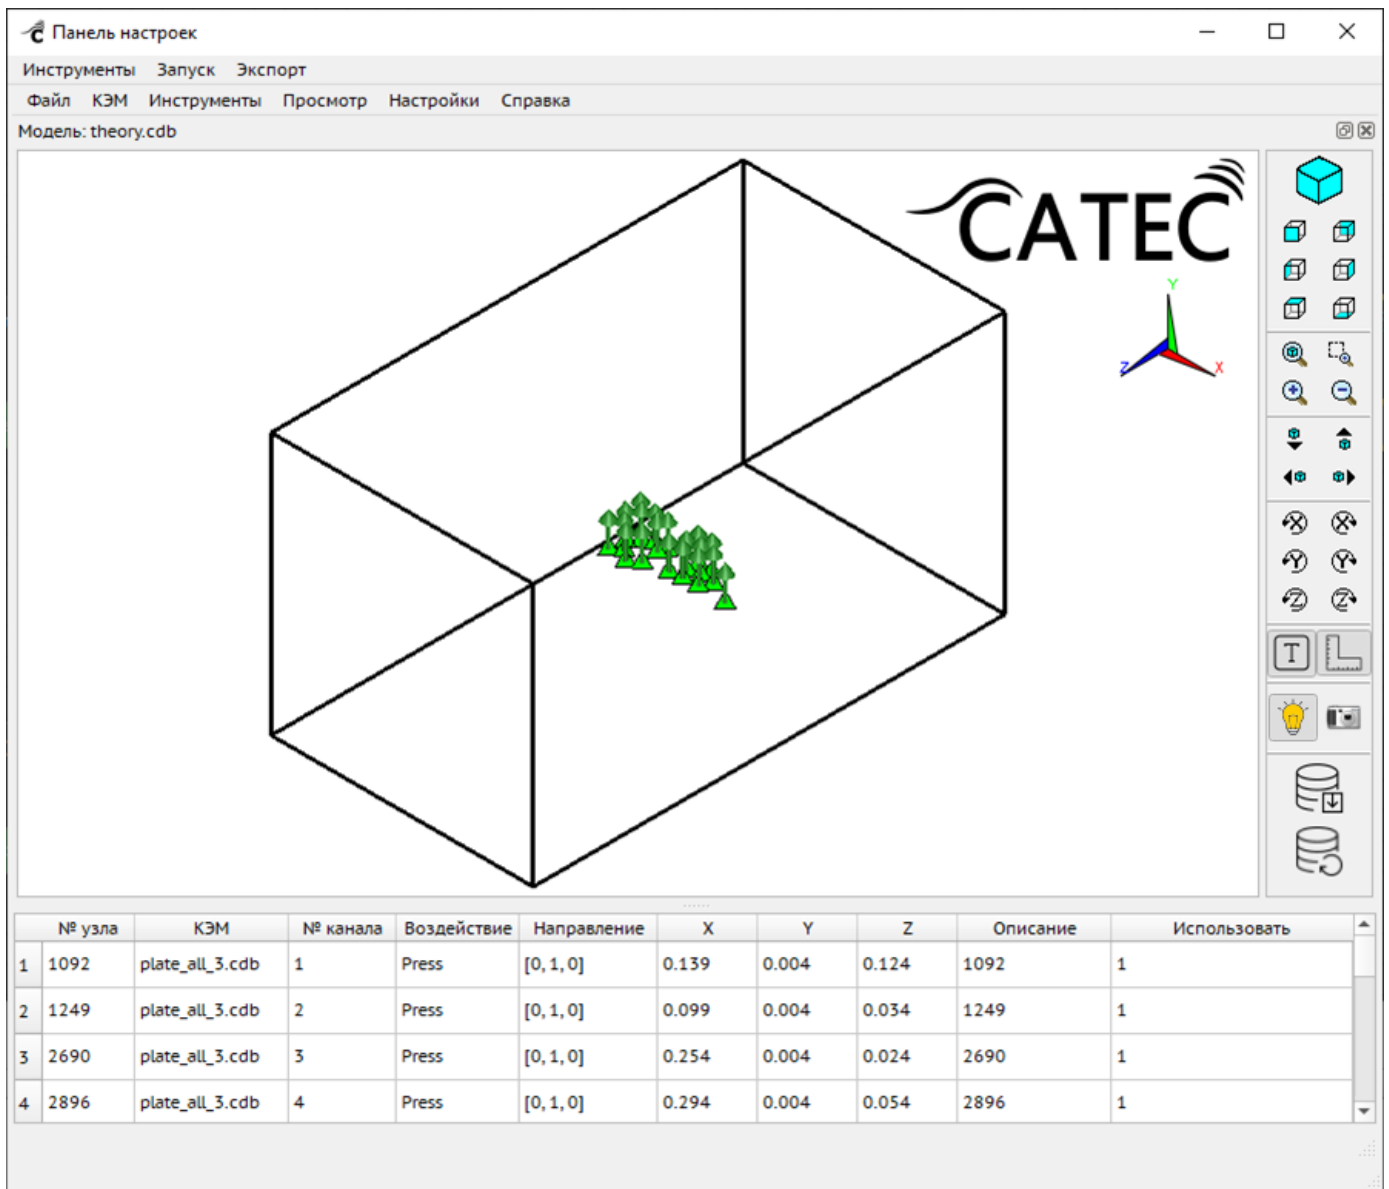 Панель настроек
Инструменты Запуск Экспорт
Файл КЭМ Инструменты Просмотр Настройки Справка
Модель: theory.cdb
CATEC
Y
Z X
X X
Y Y
Z Z
T
№ узла КЭМ № канала Воздействие Направление X Y Z Описание Использовать
1 1092 plate_all_3.cdb 1 Press [0, 1, 0] 0.139 0.004 0.124 1092 1
2 1249 plate_all_3.cdb 2 Press [0, 1, 0] 0.099 0.004 0.034 1249 1
3 2690 plate_all_3.cdb 3 Press [0, 1, 0] 0.254 0.004 0.024 2690 1
4 2896 plate_all_3.cdb 4 Press [0, 1, 0] 0.294 0.004 0.054 2896 1